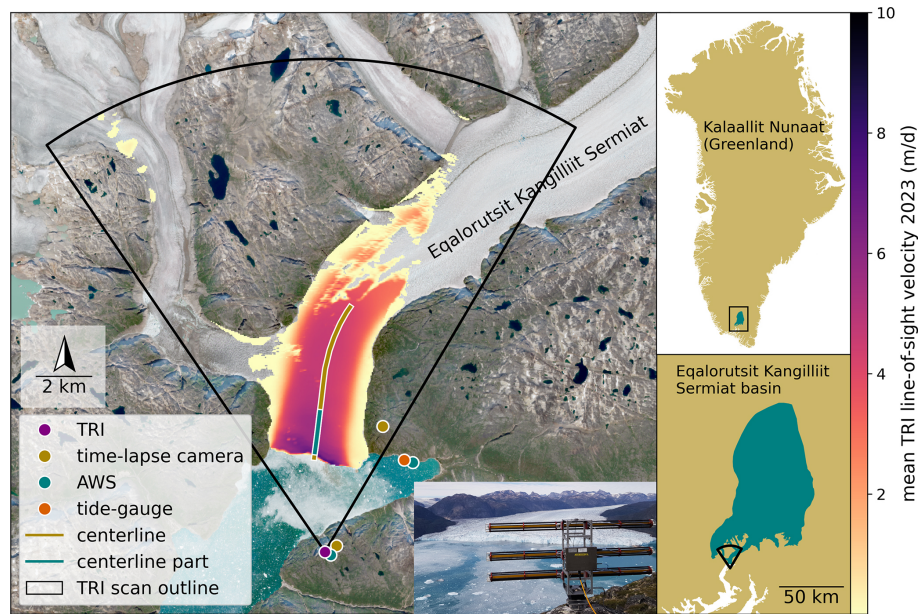 Eqalorutsit Kangilliit Sermiat
2 km
TRI
time-lapse camera
AWS
tide-gauge
centerline
centerline part
TRI scan outline
Kalaallit Nunaat
(Greenland)
Eqalorutsit Kangilliit
Sermiat basin
50 km
10
8
6
4
2
mean TRI line-of-sight velocity 2023 (m/d)